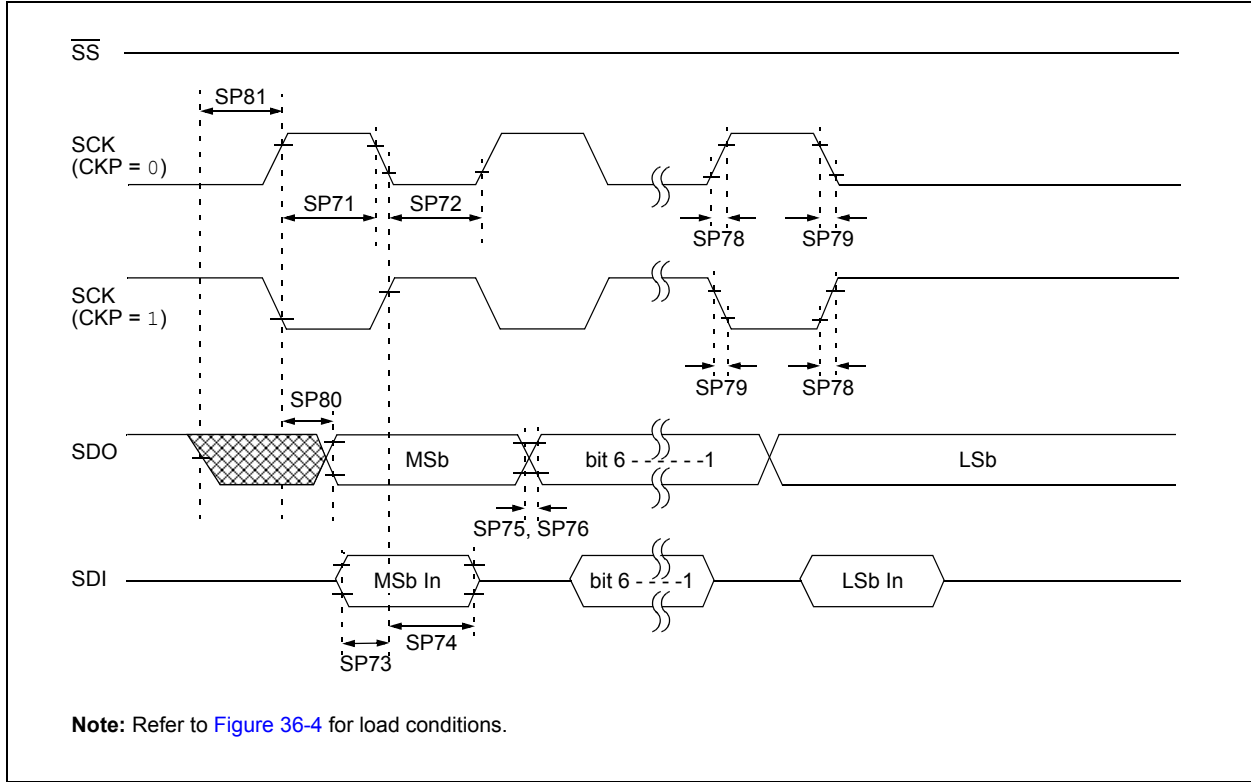 SS
SP81
SCK
(CKP = 0)
SP71
SP72
SP78
SP79
SCK
(CKP = 1)
SP79
SP78
SP80
SDO
MSb
bit 6 - - - - - -1
LSb
SP75, SP76
SDI
MSb In
bit 6 - - - -1
LSb In
SP74
SP73
Note: Refer to Figure 36-4 for load conditions.